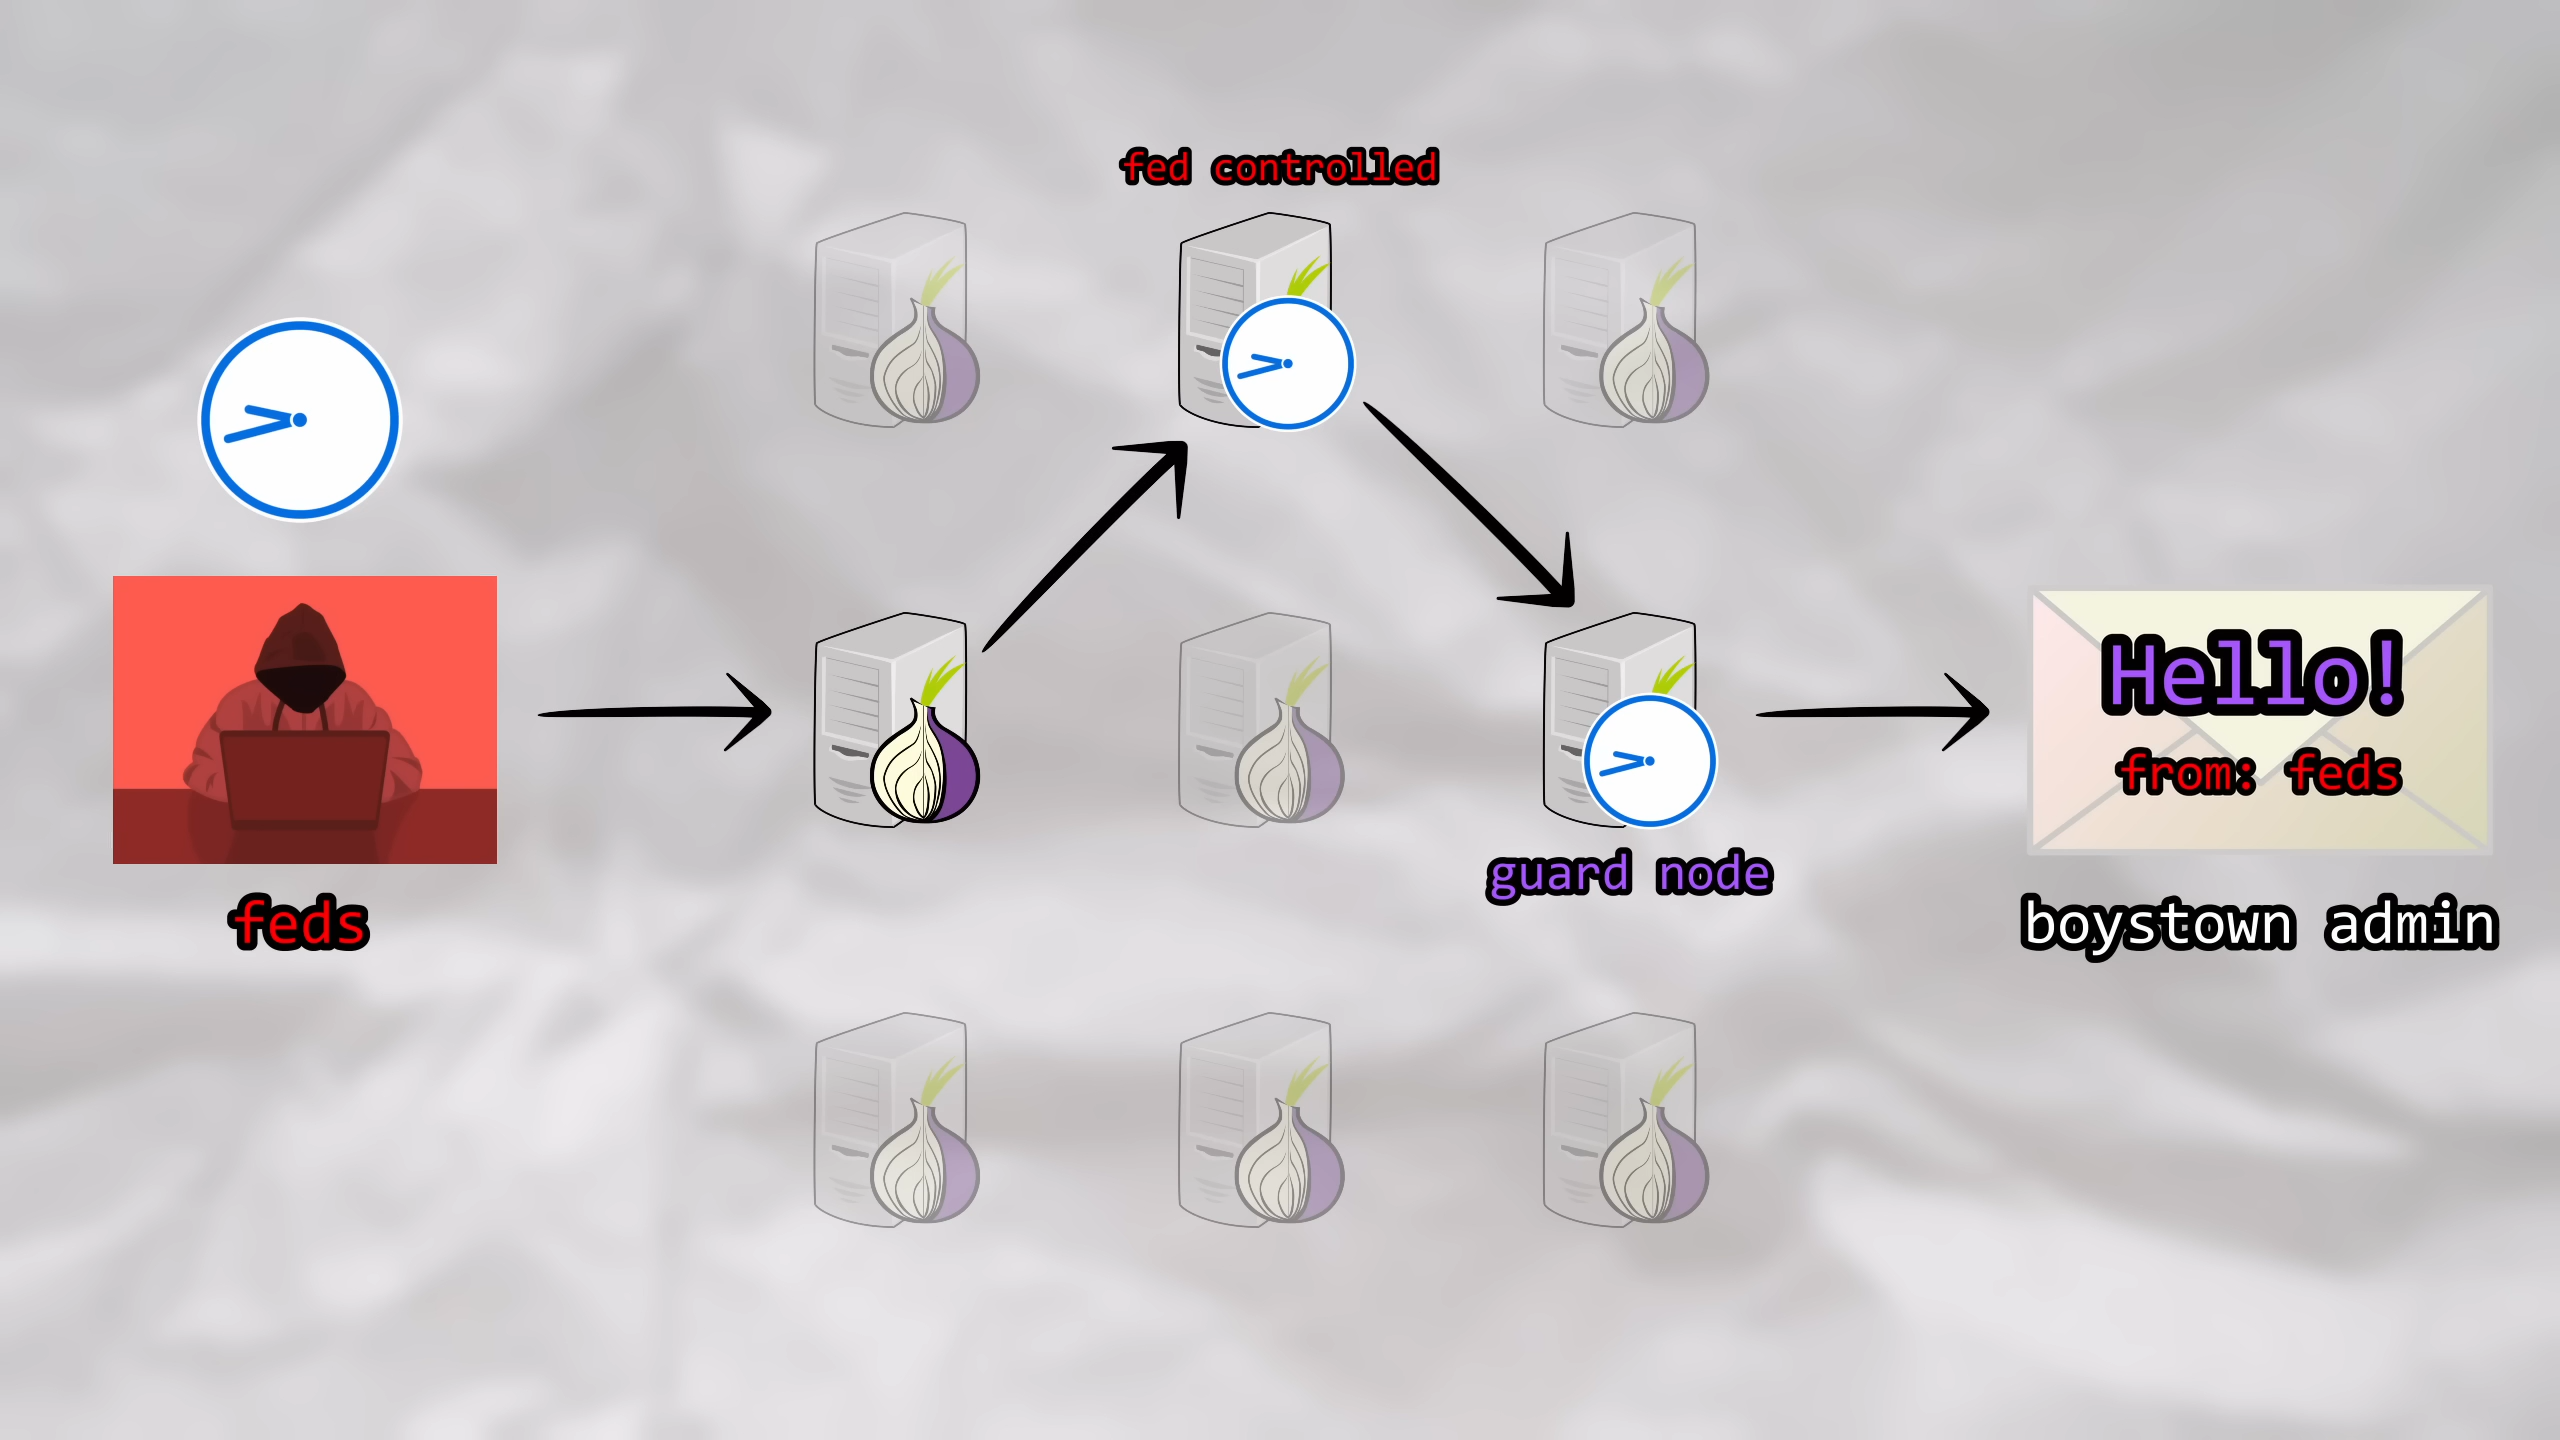 fed controlled
Hello!
from: feds
guard node
feds
boystown admin